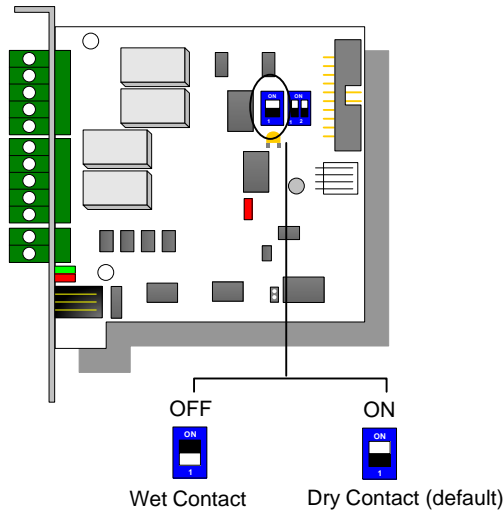 ON ON
1 1 2
OFF ON
ON ON
1 1
Wet Contact Dry Contact (default)